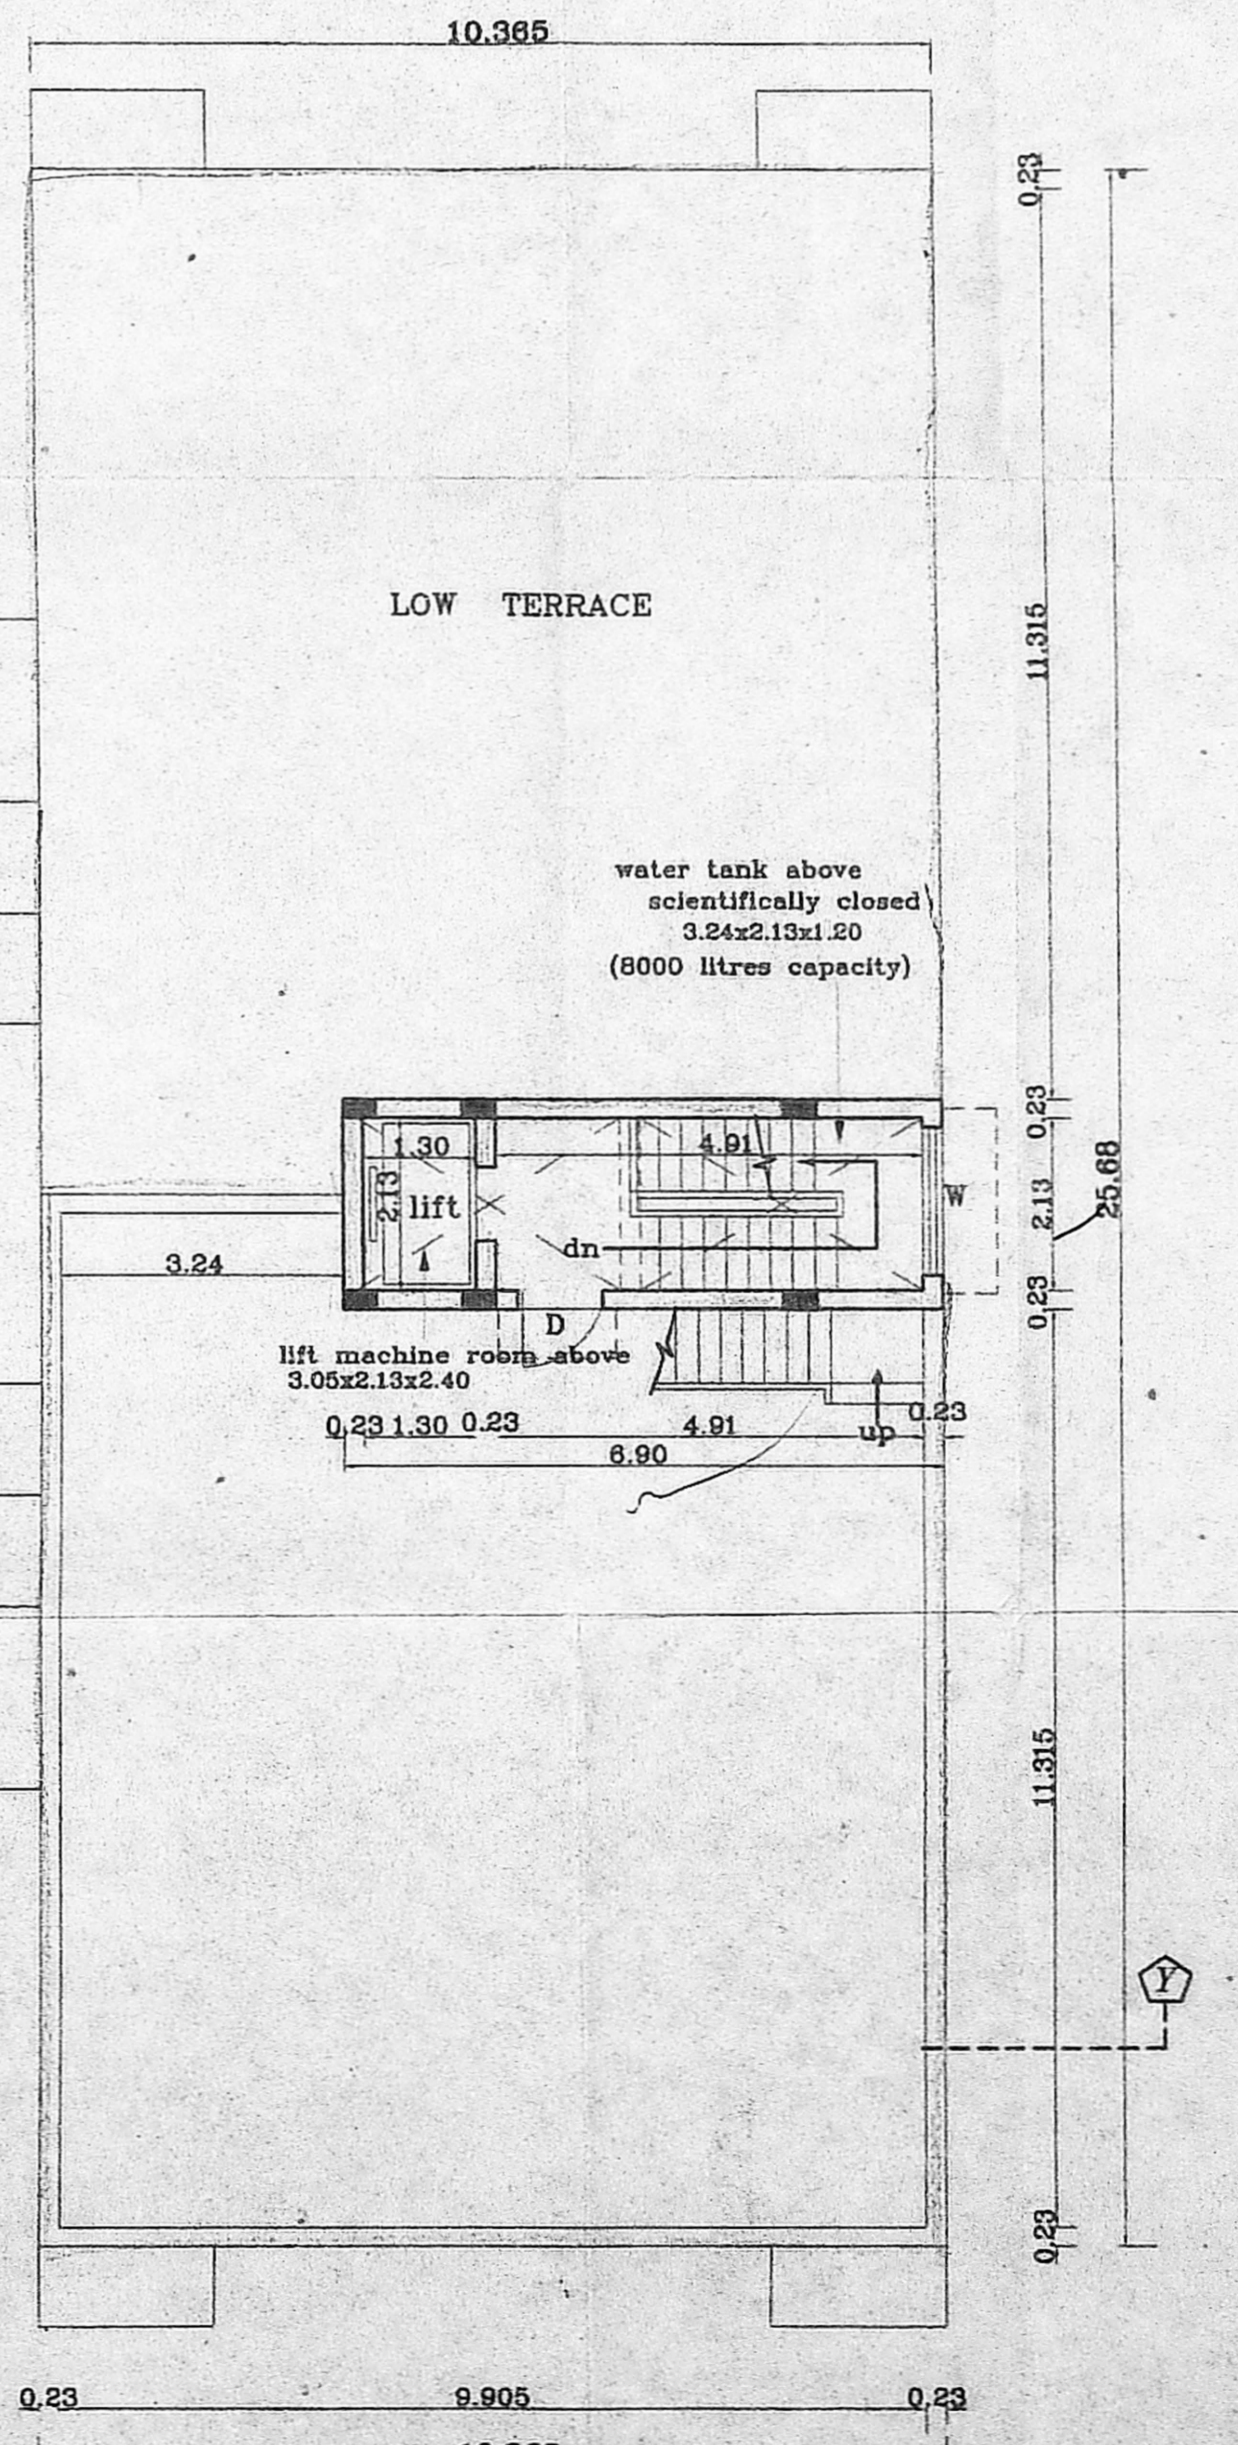 10.365
0.23
LOW TERRACE
11.315
water tank above
scientifically closed
3.24x2.13x1.20
(8000 litres capacity)
0.23
1.30
4.91
2.13
lift
W
2.13
25.68
dn
3.24
0.23
D
lift machine room above
3.05x2.13x2.40
0.23 1.30 0.23
4.91
0.23
up
6.90
11.315
Y
0.23
0.23
9.905
0.23